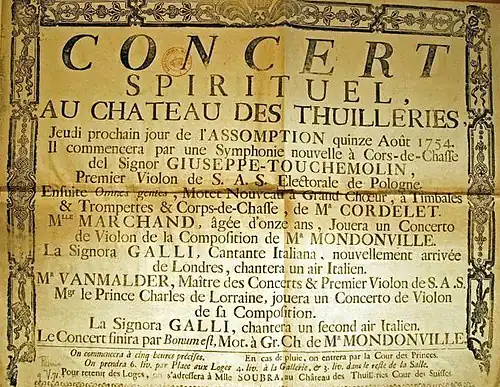 CONCERT
SPIRITUEL,
AU CHATEAU DES THUILLERIES,
Jeudi prochain jour de l'ASSOMPTION quinze Août 1754.
Il commencera par une Symphonie nouvelle à Cors-de-Chasse
del Signor GIUSEPPE-TOUCHEMOLIN,
Premier Violon de S. A. S. Electorale de Pologne.
Ensuite Omnes gentes, Motet Nouveau à Grand Chœur, à Timbales
& Trompettes & Corps-de-Chasse, de Mr CORDELET.
Mlle MARCHAND, âgée d'onze ans, Jouera un Concerto
de Violon de la Composition de Mr MONDONVILLE.
La Signora GALLI, Cantante Italiana, nouvellement arrivée
de Londres, chantera un air Italien.
Mr VANMALDER, Maître des Concerts & Premier Violon de S. A. S.
Mgr le Prince Charles de Lorraine, jouera un Concerto de Violon
de sa Composition.
La Signora GALLI, chantera un second air Italien.
Le Concert finira par Bonum est, Mot. à Gr. Ch. de Mr MONDONVILLE.
On commencera à cinq heures précises. En cas de pluie, on entrera par la Cour des Princes.
On prendra 6. liv. par Place aux Loges 4. liv. à la Gallerie, & 3. liv. dans le reste de la Salle.
Pour retenir des Loges, on s'adressera à Mlle SOUBRA, au Château des Thuilleries Cour des Suisses.